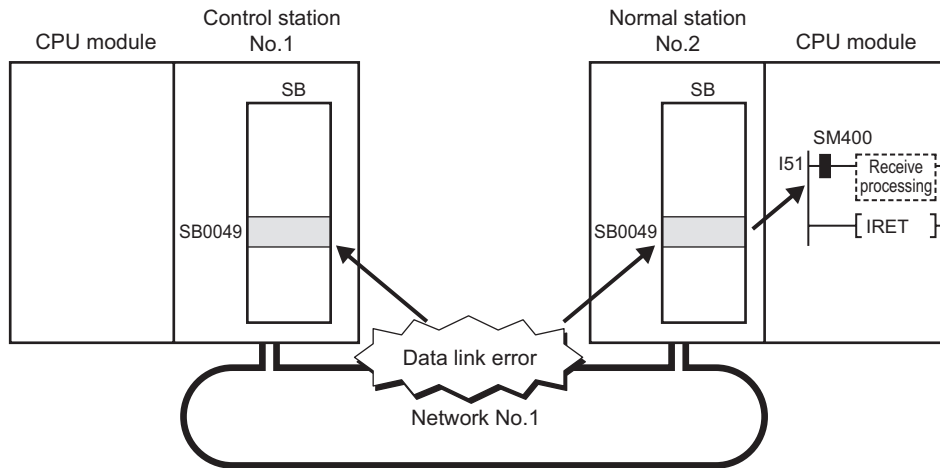 Control station
No.1
Normal station
No.2
CPU module
CPU module
SB
SB
SM400
I51
Receive
processing
SB0049
SB0049
IRET
Data link error
Network No.1